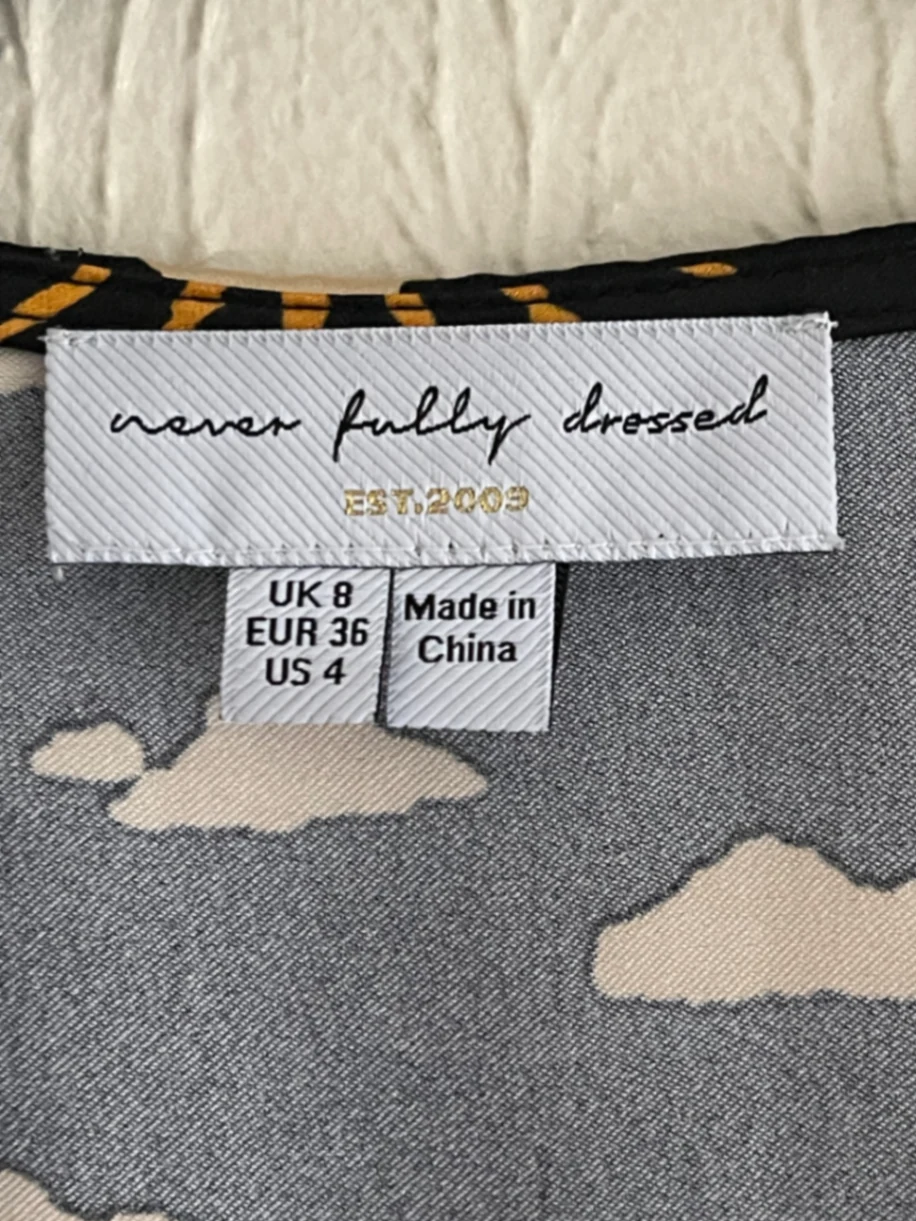 never fully dressed
EST.2009
UK 8
EUR 36
US 4
Made in
China